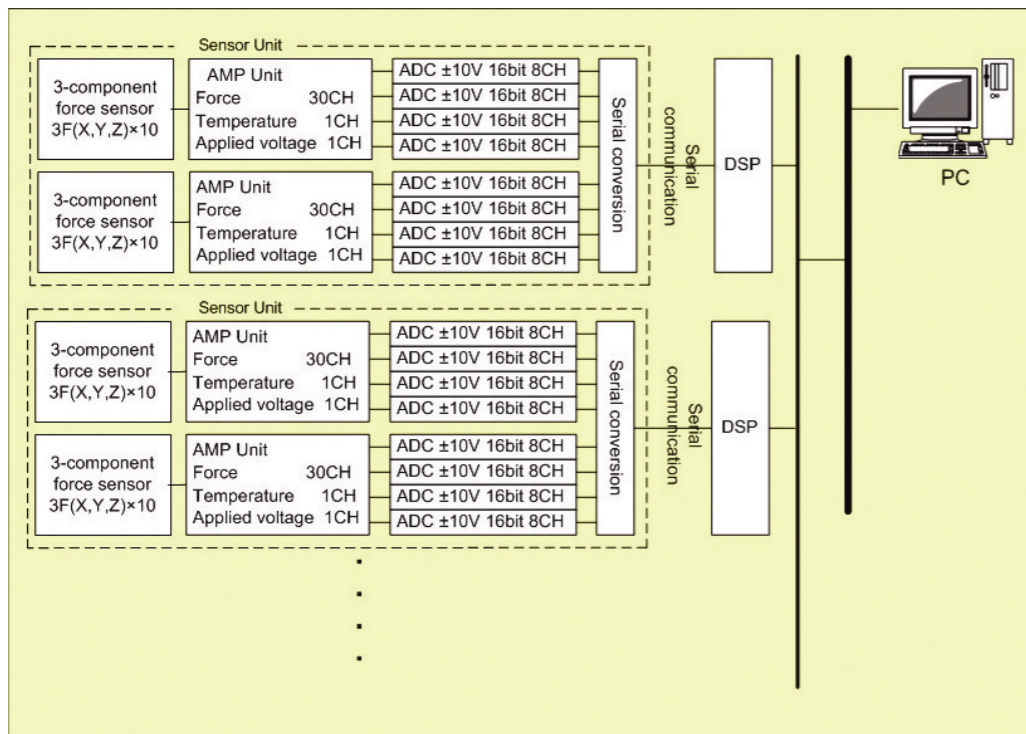 Sensor Unit
3-component
force sensor
3F(X,Y,Z)×10
AMP Unit
Force 30CH
Temperature 1CH
Applied voltage 1CH
ADC ±10V 16bit 8CH
ADC ±10V 16bit 8CH
ADC ±10V 16bit 8CH
ADC ±10V 16bit 8CH
3-component
force sensor
3F(X,Y,Z)×10
AMP Unit
Force 30CH
Temperature 1CH
Applied voltage 1CH
ADC ±10V 16bit 8CH
ADC ±10V 16bit 8CH
ADC ±10V 16bit 8CH
ADC ±10V 16bit 8CH
Serial conversion
Serial
communication
DSP
PC
Sensor Unit
3-component
force sensor
3F(X,Y,Z)×10
AMP Unit
Force 30CH
Temperature 1CH
Applied voltage 1CH
ADC ±10V 16bit 8CH
ADC ±10V 16bit 8CH
ADC ±10V 16bit 8CH
ADC ±10V 16bit 8CH
3-component
force sensor
3F(X,Y,Z)×10
AMP Unit
Force 30CH
Temperature 1CH
Applied voltage 1CH
ADC ±10V 16bit 8CH
ADC ±10V 16bit 8CH
ADC ±10V 16bit 8CH
ADC ±10V 16bit 8CH
Serial conversion
Serial
communication
DSP